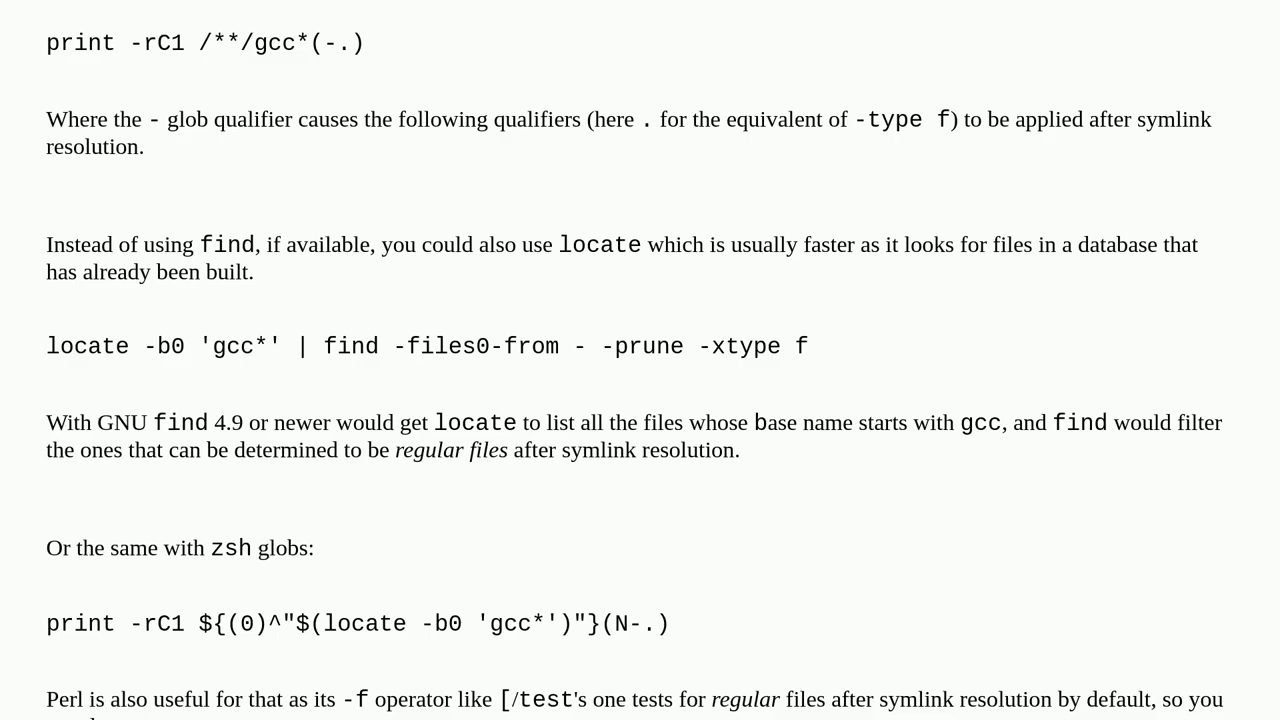 print -rC1 /**/gcc*(-.)
Where the - glob qualifier causes the following qualifiers (here . for the equivalent of -type f) to be applied after symlink
resolution.
Instead of using find, if available, you could also use locate which is usually faster as it looks for files in a database that
has already been built.
locate -b0 'gcc*' | find -files0-from - -prune -xtype f
With GNU find 4.9 or newer would get locate to list all the files whose base name starts with gcc, and find would filter
the ones that can be determined to be regular files after symlink resolution.
Or the same with zsh globs:
print -rC1 ${(0)^"$(locate -b0 'gcc*')"}(N-.)
Perl is also useful for that as its -f operator like [/test's one tests for regular files after symlink resolution by default, so you